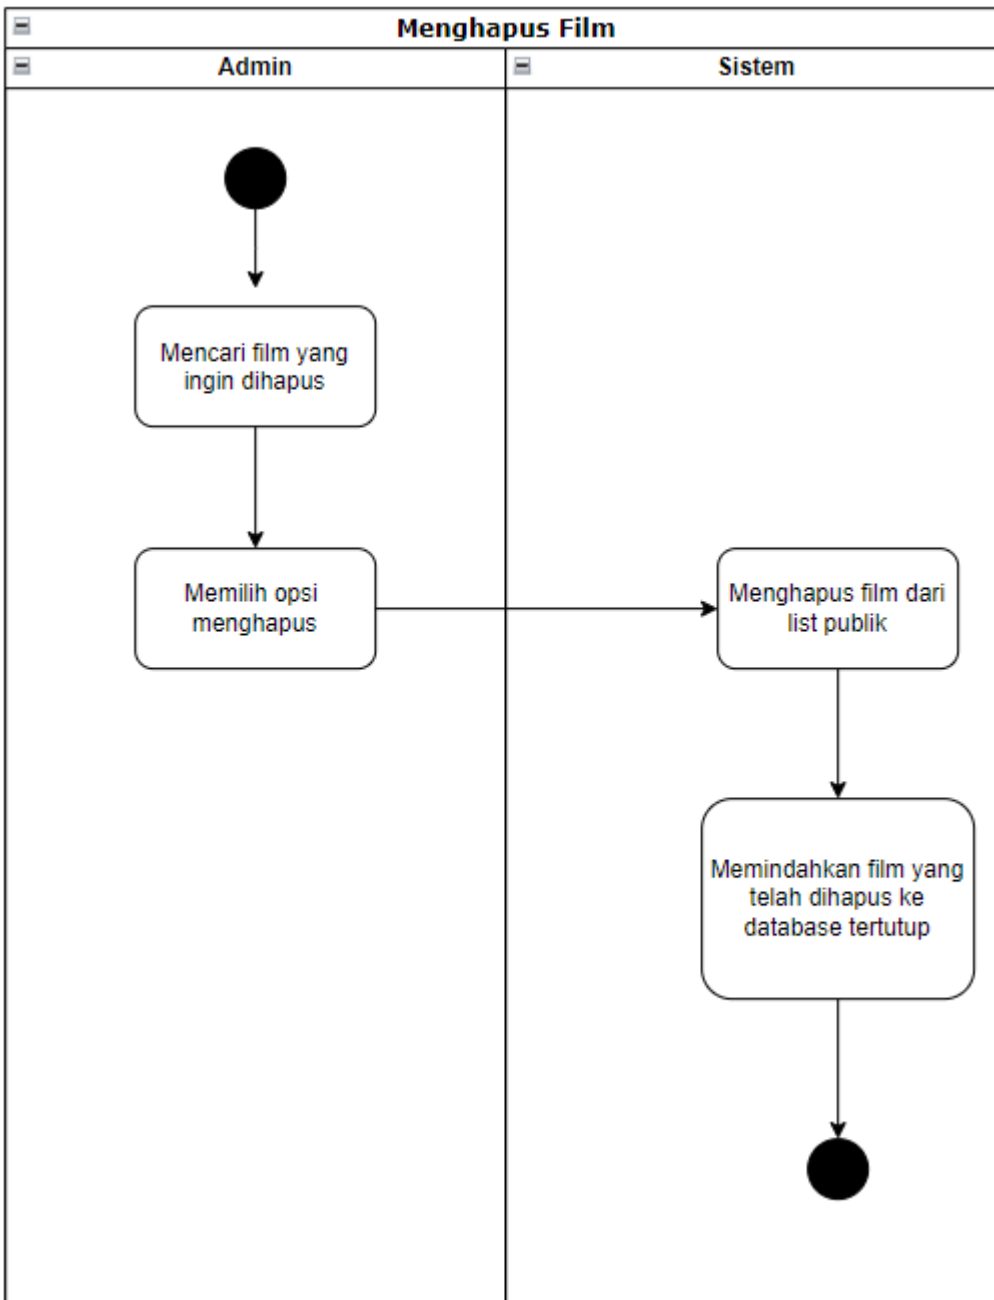 Menghapus Film
Admin
Sistem
Mencari film yang
ingin dihapus
Memilih opsi
menghapus
Menghapus film dari
list publik
Memindahkan film yang
telah dihapus ke
database tertutup